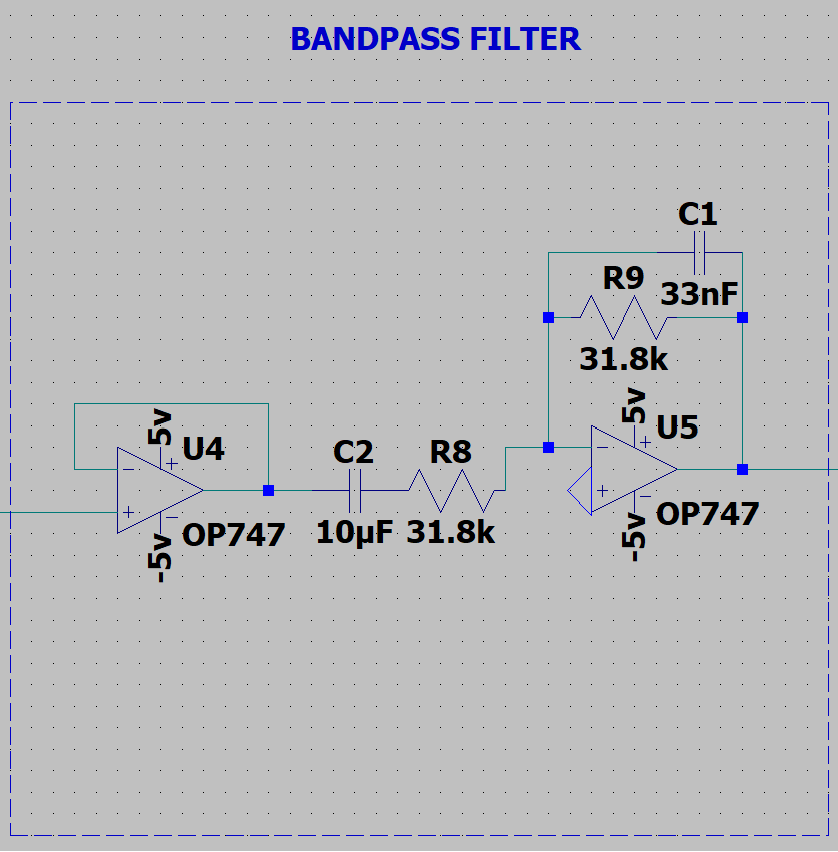 BANDPASS FILTER
C1
R9
33nF
31.8k
5v
U5
5v
U4
C2
R8
OP747
-5v
OP747
10µF
31.8k
-5v